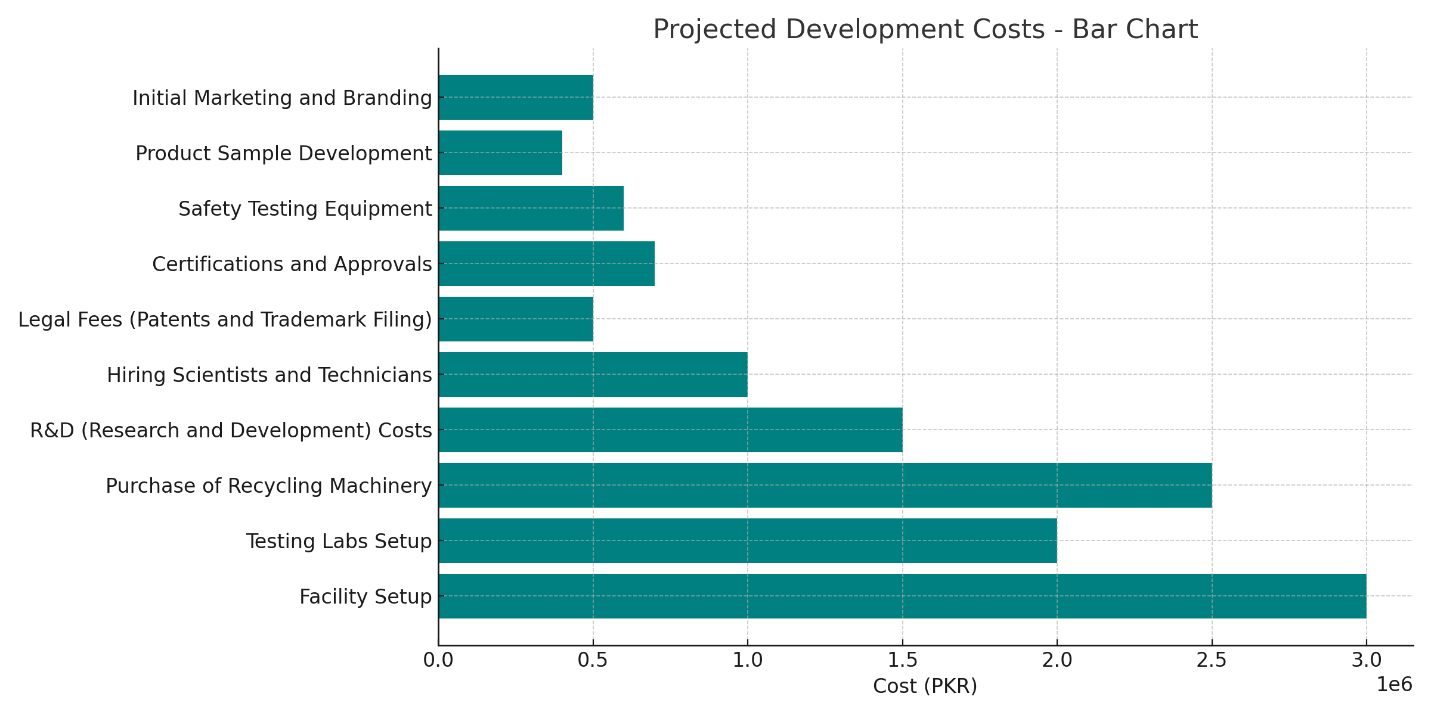 Projected Development Costs - Bar Chart
Initial Marketing and Branding
Product Sample Development
Safety Testing Equipment
Certifications and Approvals
Legal Fees (Patents and Trademark Filing)
Hiring Scientists and Technicians
R&D (Research and Development) Costs
Purchase of Recycling Machinery
Testing Labs Setup
Facility Setup
0.0 0.5 1.0 1.5 2.0 2.5 3.0
Cost (PKR)
1e6